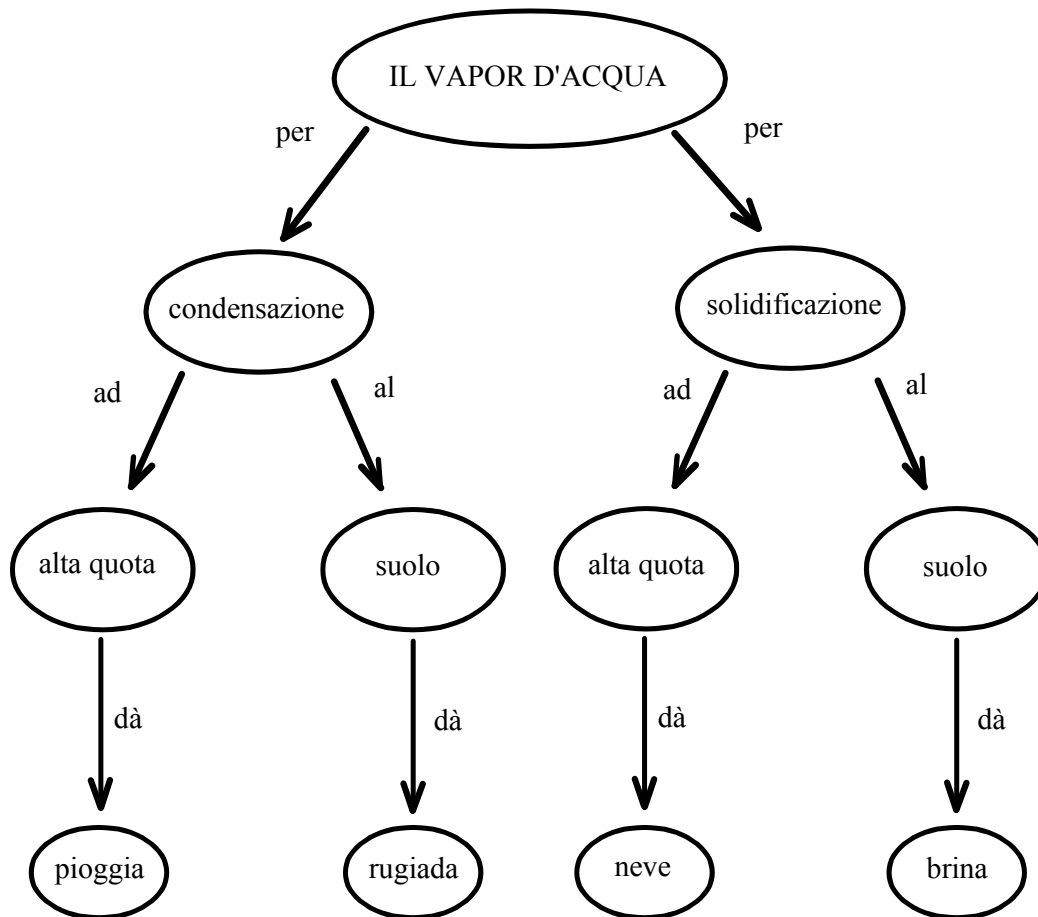 IL VAPOR D'ACQUA
per
per
condensazione
solidificazione
ad
al
ad
al
alta quota
suolo
alta quota
suolo
dà
dà
dà
dà
pioggia
rugiada
neve
brina